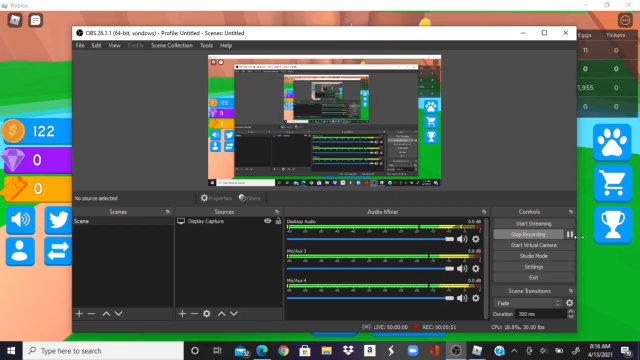 Roblox
OBS 26.1.1 (64-bit, windows) - Profile: Untitled - Scenes: Untitled
File Edit View Profile Scene Collection Tools Help
Eggs Tickets
11 0
0 0
1,955 0
0
122
0
0
No source selected
Properties Filters
Scenes
Scene
Sources
Display Capture
Audio Mixer
Desktop Audio 0.0 dB
Mic/Aux 3 0.0 dB
Mic/Aux 4 0.0 dB
Controls
Start Streaming
Stop Recording
Start Virtual Camera
Studio Mode
Settings
Exit
Scene Transitions
Fade
Duration 300 ms
LIVE: 00:00:00 REC: 00:05:51 CPU: 18.8%, 30.00 fps
Type here to search
8:16 AM
4/13/2021